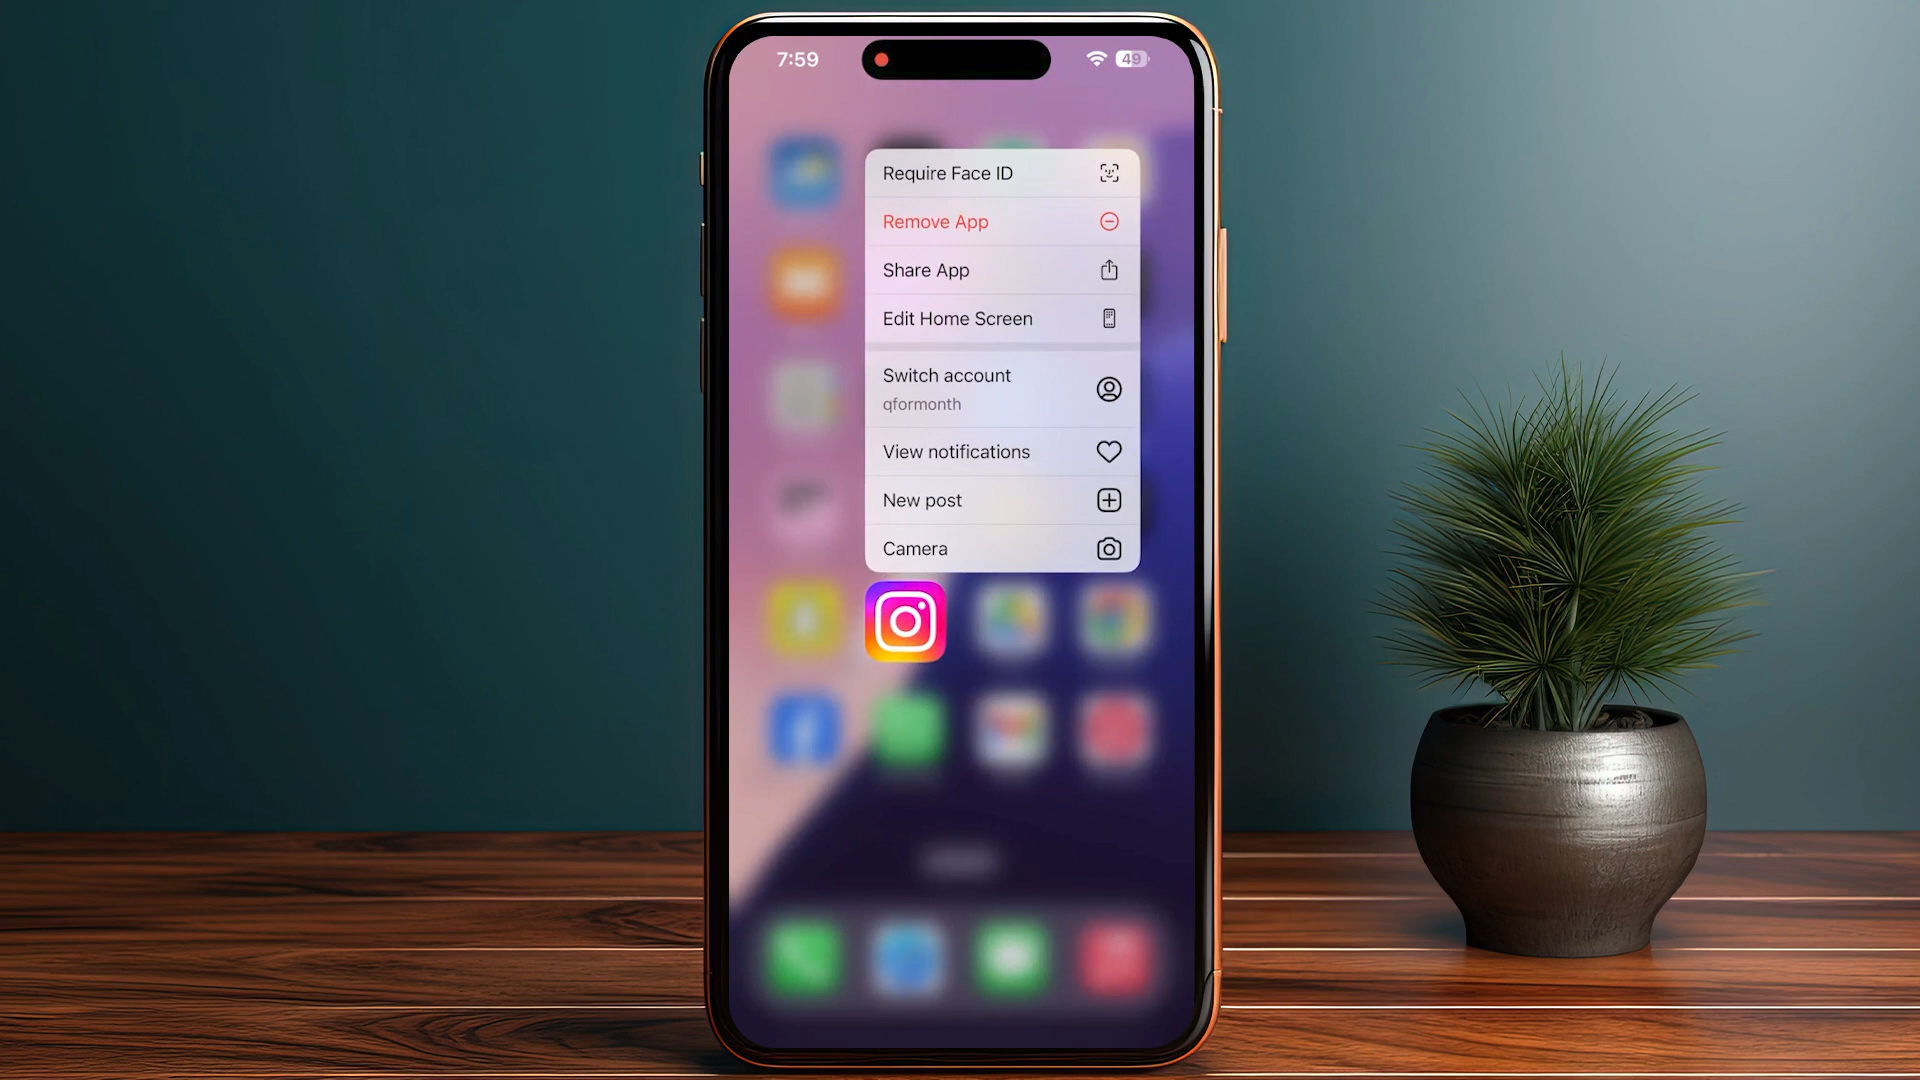 7:59
49
Require Face ID
Remove App
Share App
Edit Home Screen
Switch account
qformonth
View notifications
New post
Camera